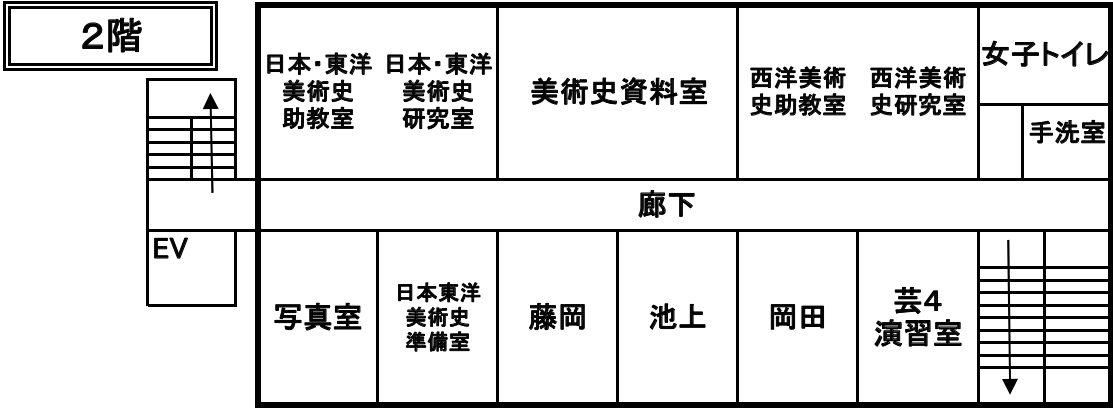 2階
日本・東洋
美術史
助教室
日本・東洋
美術史
研究室
美術史資料室
西洋美術
史助教室
西洋美術
史研究室
女子トイレ
手洗室
廊下
EV
写真室
日本東洋
美術史
準備室
藤岡
池上
岡田
芸4
演習室